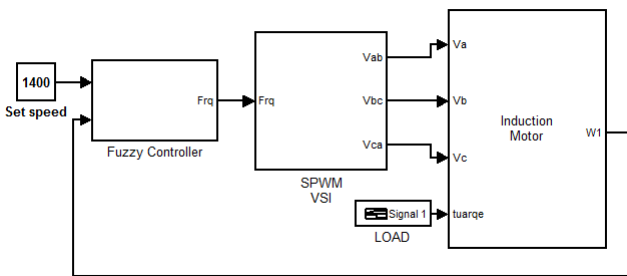 1400
Set speed
Frq
Fuzzy Controller
Frq
Vab
Vbc
Vca
SPWM
VSI
Signal 1
LOAD
Va
Vb
Vc
tuarqe
Induction
Motor
W1